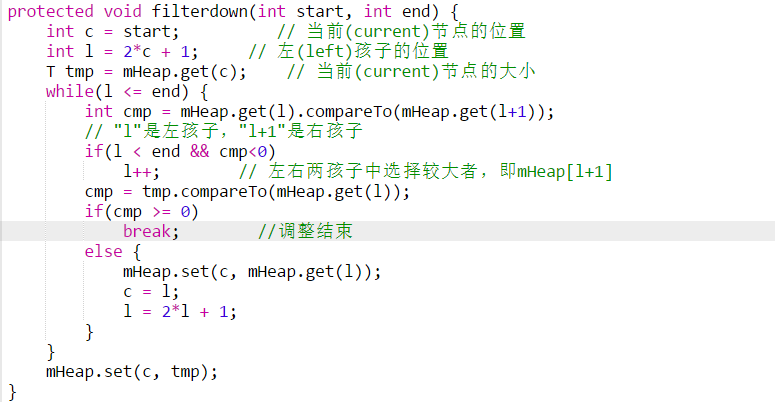 protected void filterdown(int start, int end) {
    int c = start;          // 当前(current)节点的位置
    int l = 2*c + 1;     // 左(left)孩子的位置
    T tmp = mHeap.get(c);    // 当前(current)节点的大小
    while(l <= end) {
        int cmp = mHeap.get(l).compareTo(mHeap.get(l+1));
        // "l"是左孩子，"l+1"是右孩子
        if(l < end && cmp<0)
            l++;        // 左右两孩子中选择较大者，即mHeap[l+1]
        cmp = tmp.compareTo(mHeap.get(l));
        if(cmp >= 0)
            break;        //调整结束
        else {
            mHeap.set(c, mHeap.get(l));
            c = l;
            l = 2*l + 1;
        }
    }
    mHeap.set(c, tmp);
}